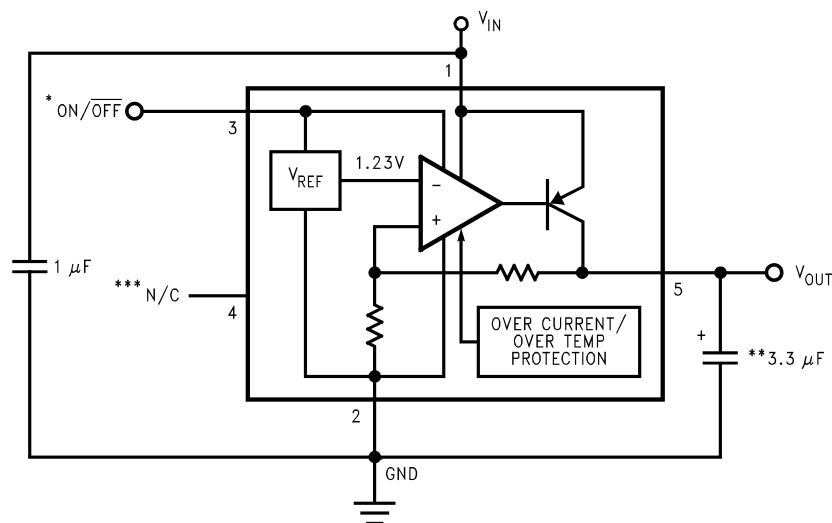 V_IN
1
* ON/OFF
3
V_REF
1.23V
−
+
1 μF
*** N/C
4
5
V_OUT
OVER CURRENT/
OVER TEMP
PROTECTION
+
**3.3 μF
2
GND